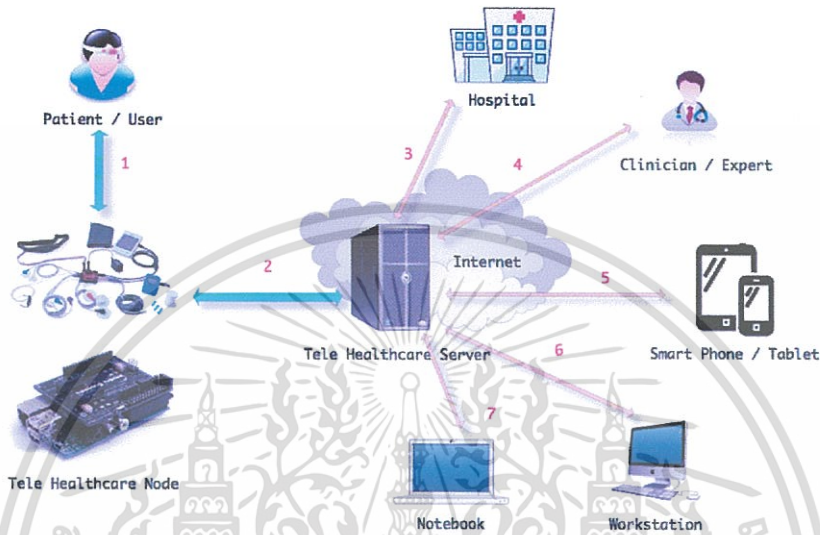 Patient / User
Hospital
Clinician / Expert
1
3
4
2
Internet
5
Tele Healthcare Server
6
Smart Phone / Tablet
7
Tele Healthcare Node
Notebook
Workstation